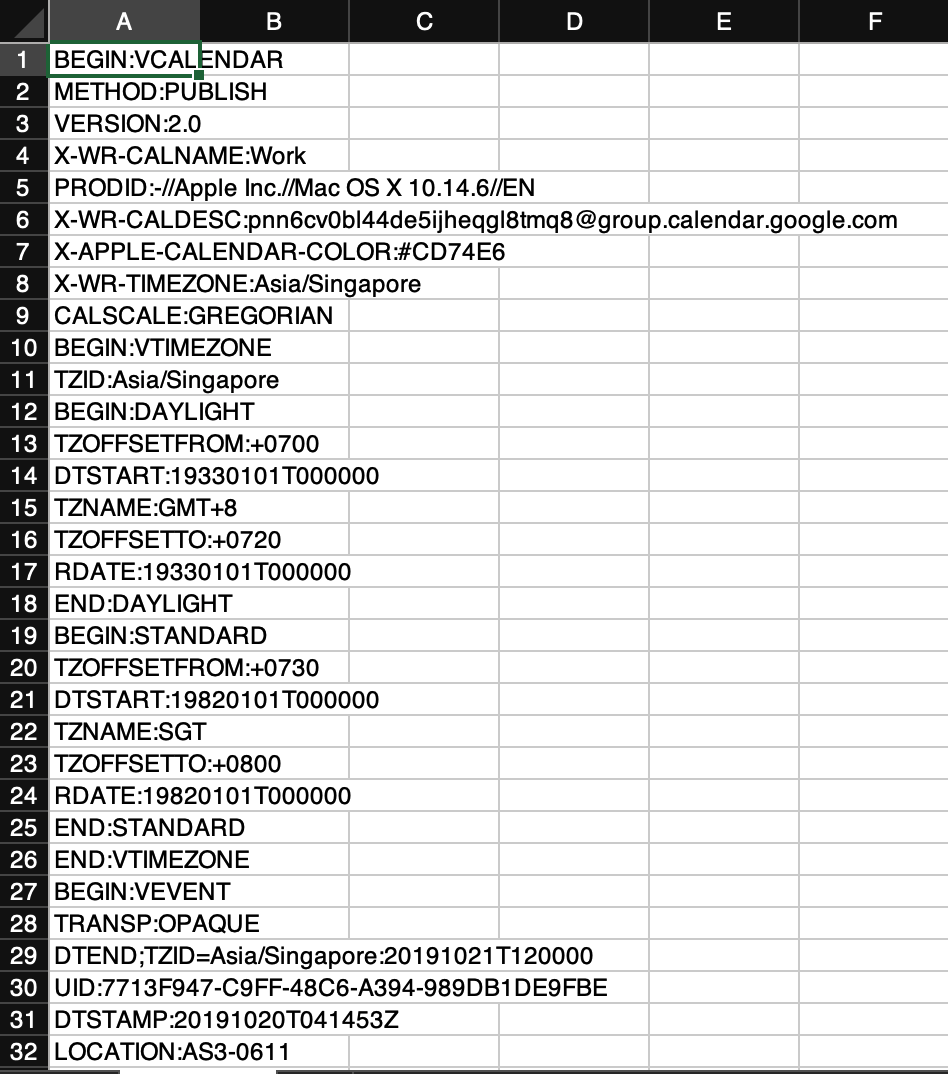 A B C D E F
1 BEGIN:VCALENDAR
2 METHOD:PUBLISH
3 VERSION:2.0
4 X-WR-CALNAME:Work
5 PRODID:-//Apple Inc.//Mac OS X 10.14.6//EN
6 X-WR-CALDESC:pnn6cv0bl44de5ijheqgl8tmq8@group.calendar.google.com
7 X-APPLE-CALENDAR-COLOR:#CD74E6
8 X-WR-TIMEZONE:Asia/Singapore
9 CALSCALE:GREGORIAN
10 BEGIN:VTIMEZONE
11 TZID:Asia/Singapore
12 BEGIN:DAYLIGHT
13 TZOFFSETFROM:+0700
14 DTSTART:19330101T000000
15 TZNAME:GMT+8
16 TZOFFSETTO:+0720
17 RDATE:19330101T000000
18 END:DAYLIGHT
19 BEGIN:STANDARD
20 TZOFFSETFROM:+0730
21 DTSTART:19820101T000000
22 TZNAME:SGT
23 TZOFFSETTO:+0800
24 RDATE:19820101T000000
25 END:STANDARD
26 END:VTIMEZONE
27 BEGIN:VEVENT
28 TRANSP:OPAQUE
29 DTEND;TZID=Asia/Singapore:20191021T120000
30 UID:7713F947-C9FF-48C6-A394-989DB1DE9FBE
31 DTSTAMP:20191020T041453Z
32 LOCATION:AS3-0611